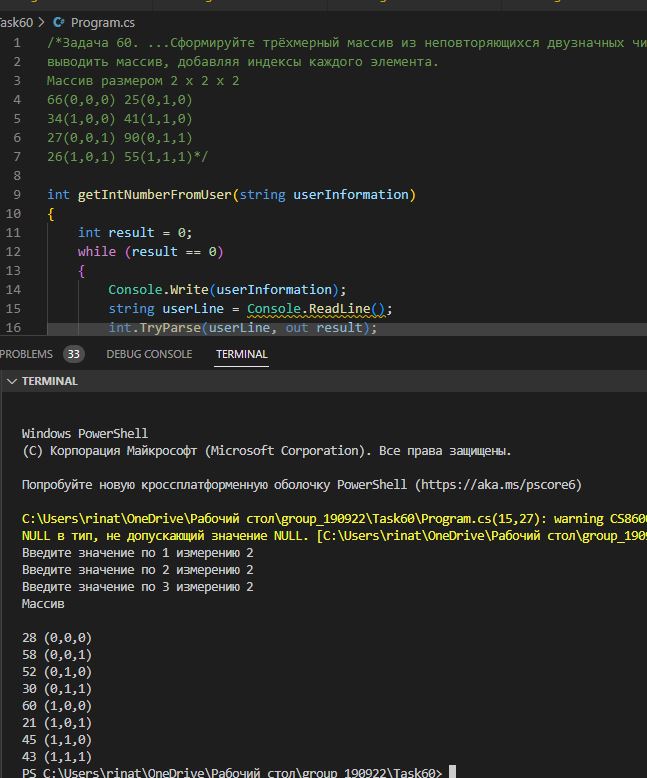 Task60 > Program.cs
1 /*Задача 60. ...Сформируйте трёхмерный массив из неповторяющихся двузначных чи
2 выводить массив, добавляя индексы каждого элемента.
3 Массив размером 2 x 2 x 2
4 66(0,0,0) 25(0,1,0)
5 34(1,0,0) 41(1,1,0)
6 27(0,0,1) 90(0,1,1)
7 26(1,0,1) 55(1,1,1)*/
8
9 int getIntNumberFromUser(string userInformation)
10 {
11 int result = 0;
12 while (result == 0)
13 {
14 Console.Write(userInformation);
15 string userLine = Console.ReadLine();
16 int.TryParse(userLine, out result);
PROBLEMS 33 DEBUG CONSOLE TERMINAL
TERMINAL
Windows PowerShell
(C) Корпорация Майкрософт (Microsoft Corporation). Все права защищены.
Попробуйте новую кроссплатформенную оболочку PowerShell (https://aka.ms/pscore6)
C:\Users\rinat\OneDrive\Рабочий стол\group_190922\Task60\Program.cs(15,27): warning CS860
NULL в тип, не допускающий значение NULL. [C:\Users\rinat\OneDrive\Рабочий стол\group_190
Введите значение по 1 измерению 2
Введите значение по 2 измерению 2
Введите значение по 3 измерению 2
Массив
28 (0,0,0)
58 (0,0,1)
52 (0,1,0)
30 (0,1,1)
60 (1,0,0)
21 (1,0,1)
45 (1,1,0)
43 (1,1,1)
PS C:\Users\rinat\OneDrive\Рабочий стол\group_190922\Task60>